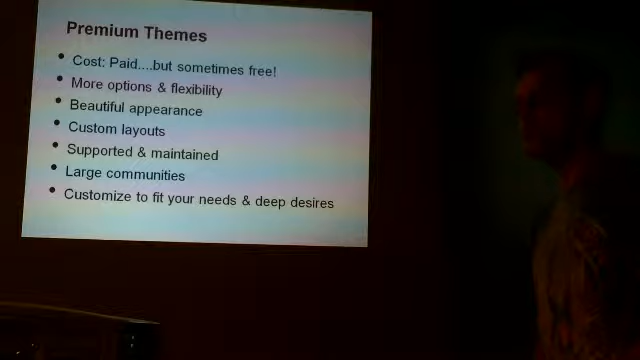 Premium Themes
• Cost: Paid....but sometimes free!
• More options & flexibility
• Beautiful appearance
• Custom layouts
• Supported & maintained
• Large communities
• Customize to fit your needs & deep desires